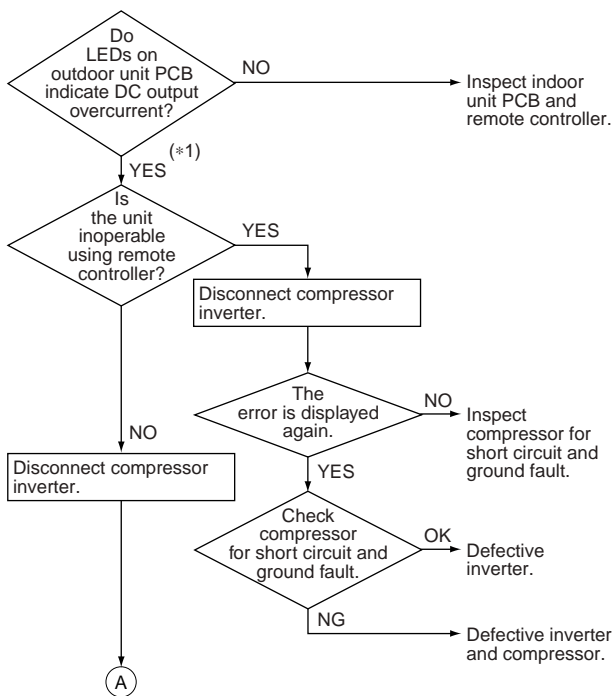 Do
LEDs on
outdoor unit PCB
indicate DC output
overcurrent?
NO
Inspect indoor
unit PCB and
remote controller.
(*1)
YES
Is
the unit
inoperable
using remote
controller?
YES
Disconnect compressor
inverter.
The
error is displayed
again.
NO
Inspect
compressor for
short circuit and
ground fault.
NO
Disconnect compressor
inverter.
YES
Check
compressor
for short circuit and
ground fault.
OK
Defective
inverter.
NG
Defective inverter
and compressor.
A